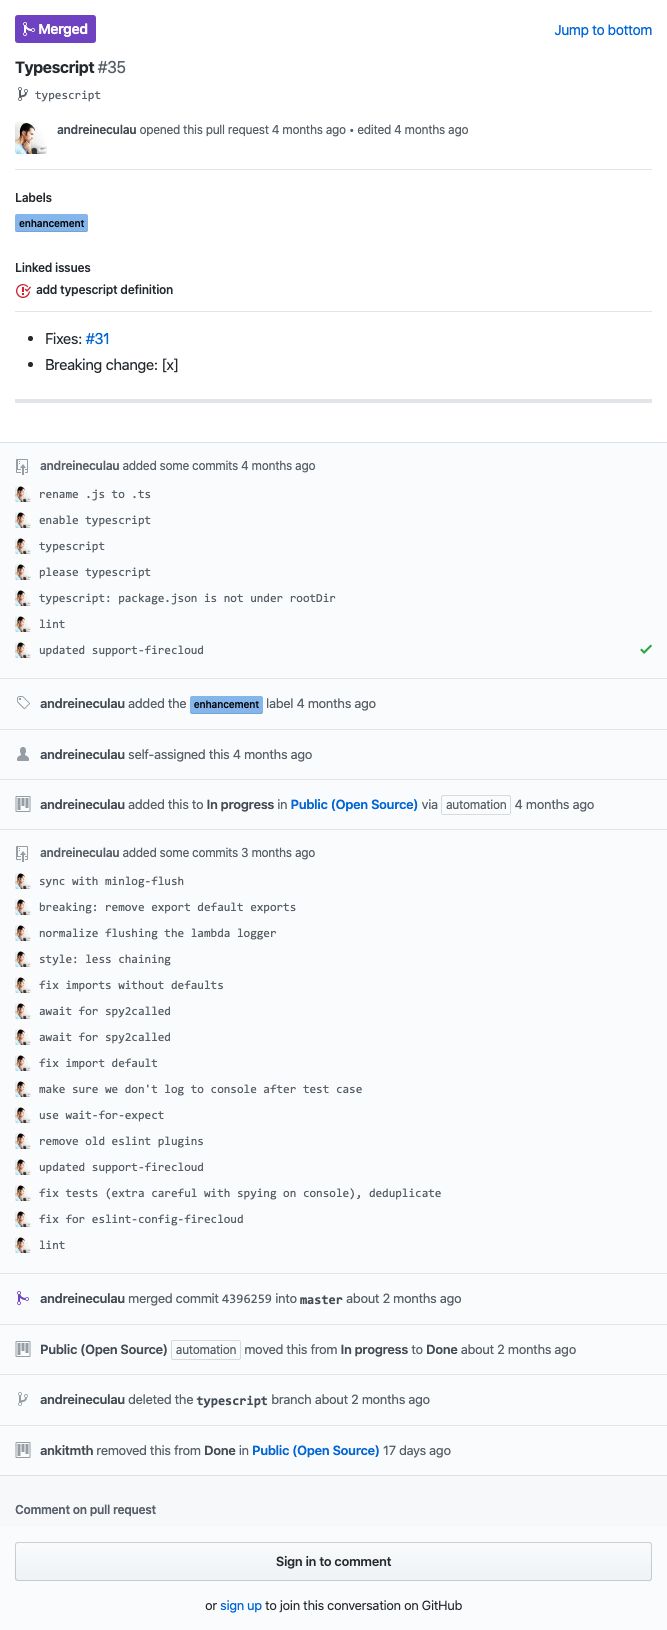 Merged
Jump to bottom
Typescript #35
typescript
andreineculau opened this pull request 4 months ago • edited 4 months ago
Labels
enhancement
Linked issues
add typescript definition
• Fixes: #31
• Breaking change: [x]
andreineculau added some commits 4 months ago
rename .js to .ts
enable typescript
typescript
please typescript
typescript: package.json is not under rootDir
lint
updated support-firecloud
andreineculau added the enhancement label 4 months ago
andreineculau self-assigned this 4 months ago
andreineculau added this to In progress in Public (Open Source) via automation 4 months ago
andreineculau added some commits 3 months ago
sync with minlog-flush
breaking: remove export default exports
normalize flushing the lambda logger
style: less chaining
fix imports without defaults
await for spy2called
await for spy2called
fix import default
make sure we don't log to console after test case
use wait-for-expect
remove old eslint plugins
updated support-firecloud
fix tests (extra careful with spying on console), deduplicate
fix for eslint-config-firecloud
lint
andreineculau merged commit 4396259 into master about 2 months ago
Public (Open Source) automation moved this from In progress to Done about 2 months ago
andreineculau deleted the typescript branch about 2 months ago
ankitmth removed this from Done in Public (Open Source) 17 days ago
Comment on pull request
Sign in to comment
or sign up to join this conversation on GitHub